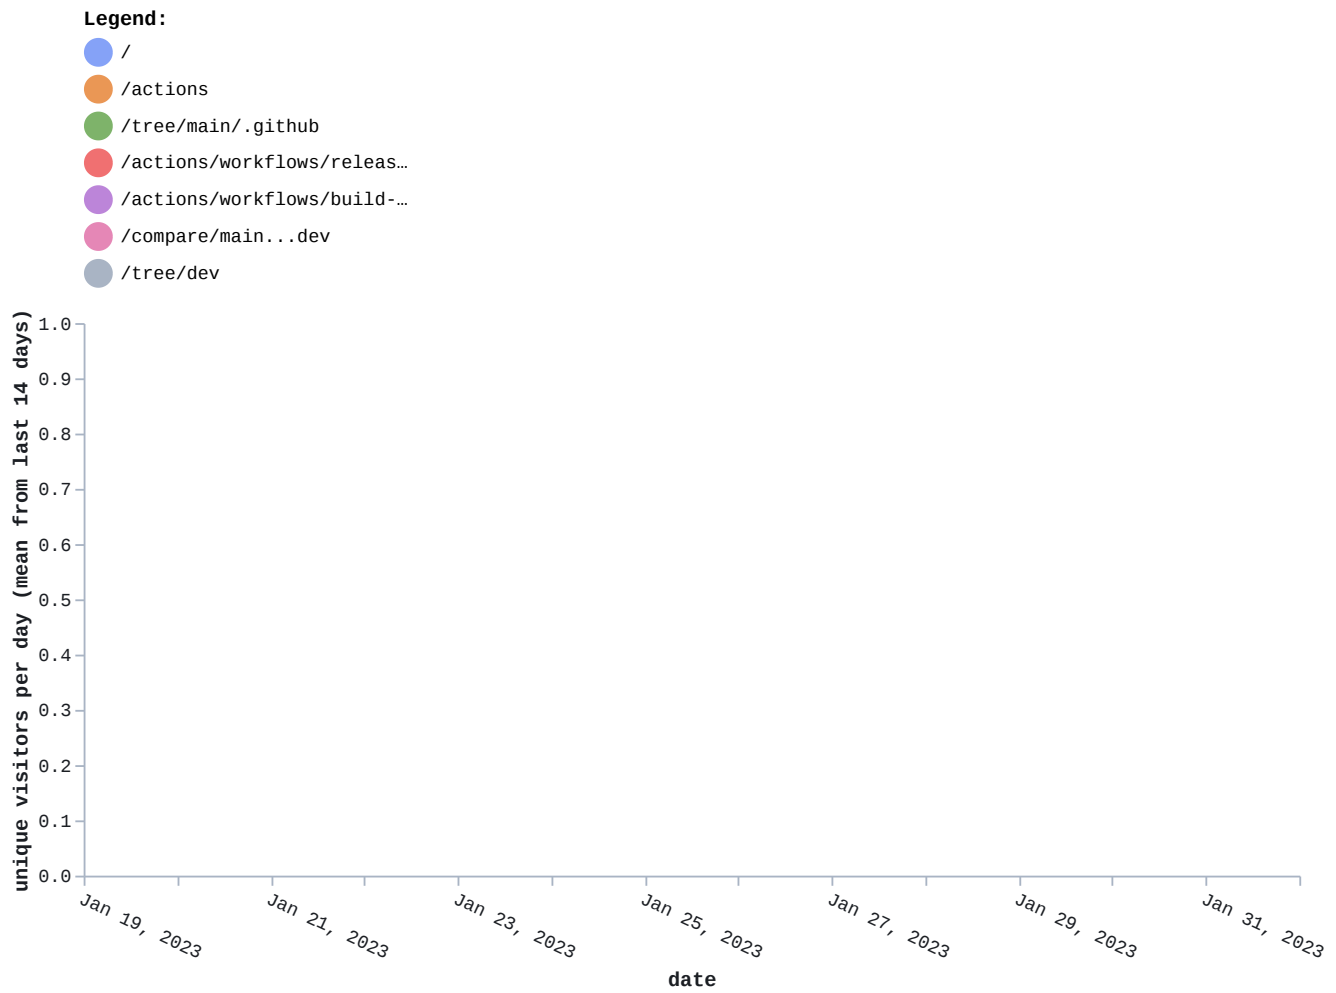 Legend:
/
/actions
/tree/main/.github
/actions/workflows/releas…
/actions/workflows/build-…
/compare/main...dev
/tree/dev
unique visitors per day (mean from last 14 days)
1.0
0.9
0.8
0.7
0.6
0.5
0.4
0.3
0.2
0.1
0.0
Jan 19, 2023
Jan 21, 2023
Jan 23, 2023
Jan 25, 2023
Jan 27, 2023
Jan 29, 2023
Jan 31, 2023
date